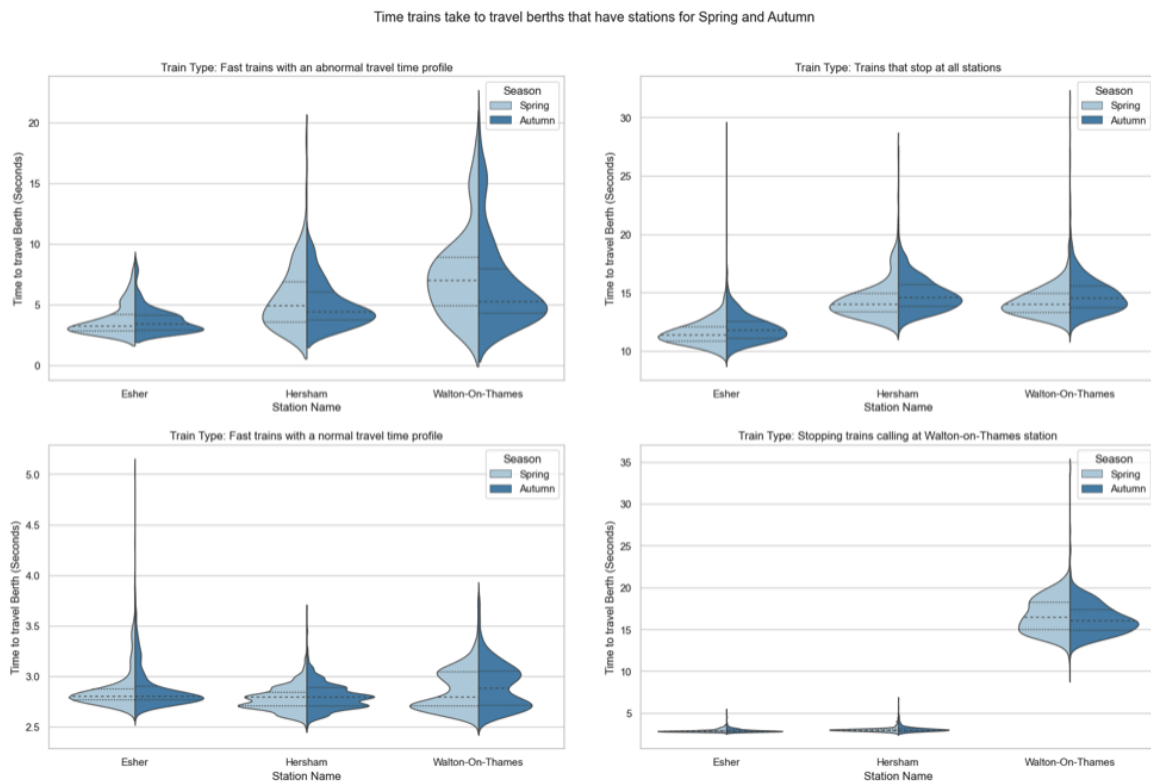 Time trains take to travel berths that have stations for Spring and Autumn
Train Type: Fast trains with an abnormal travel time profile
Time to travel Berth (Seconds)
20
15
10
5
0
Season
Spring
Autumn
Esher
Hersham
Walton-On-Thames
Station Name
Train Type: Trains that stop at all stations
Time to travel Berth (Seconds)
30
25
20
15
10
Season
Spring
Autumn
Esher
Hersham
Walton-On-Thames
Station Name
Train Type: Fast trains with a normal travel time profile
Time to travel Berth (Seconds)
5.0
4.5
4.0
3.5
3.0
2.5
Season
Spring
Autumn
Esher
Hersham
Walton-On-Thames
Station Name
Train Type: Stopping trains calling at Walton-on-Thames station
Time to travel Berth (Seconds)
35
30
25
20
15
10
5
Season
Spring
Autumn
Esher
Hersham
Walton-On-Thames
Station Name